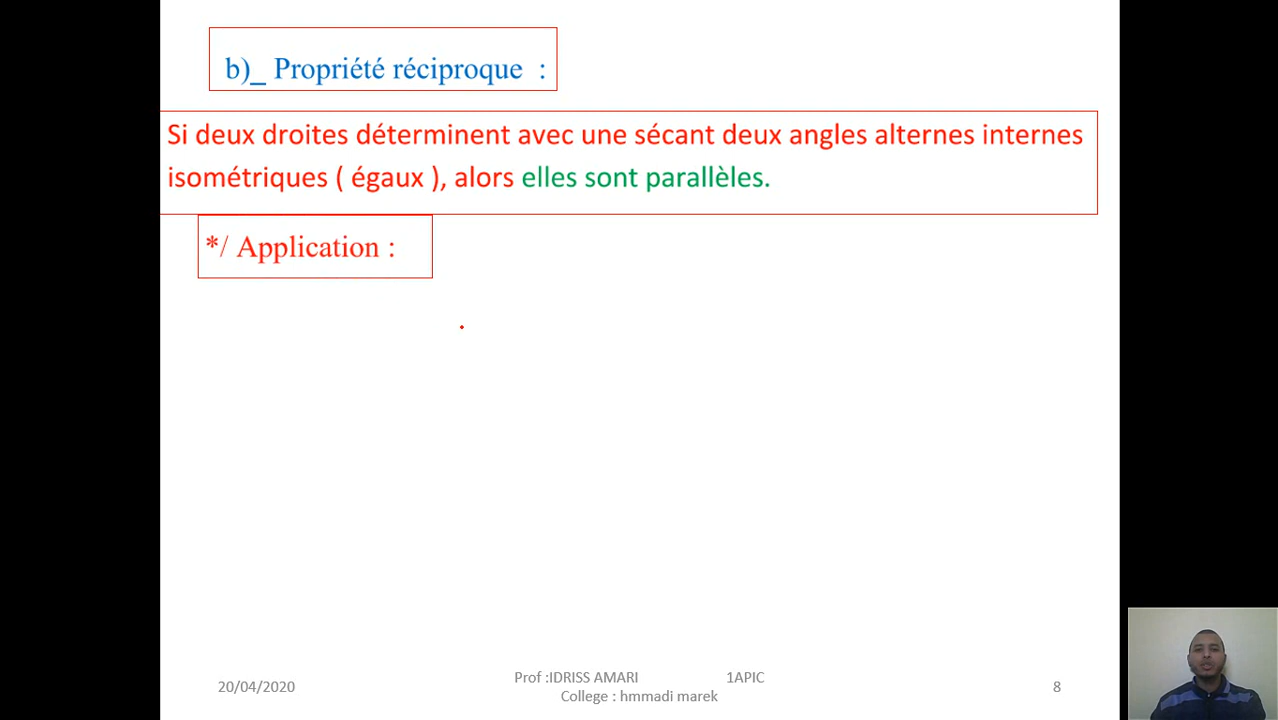 b)_ Propriété réciproque :
Si deux droites déterminent avec une sécant deux angles alternes internes
isométriques ( égaux ), alors elles sont parallèles.
*/ Application :
20/04/2020
Prof :IDRISS AMARI 1APIC
College : hmmadi marek
8